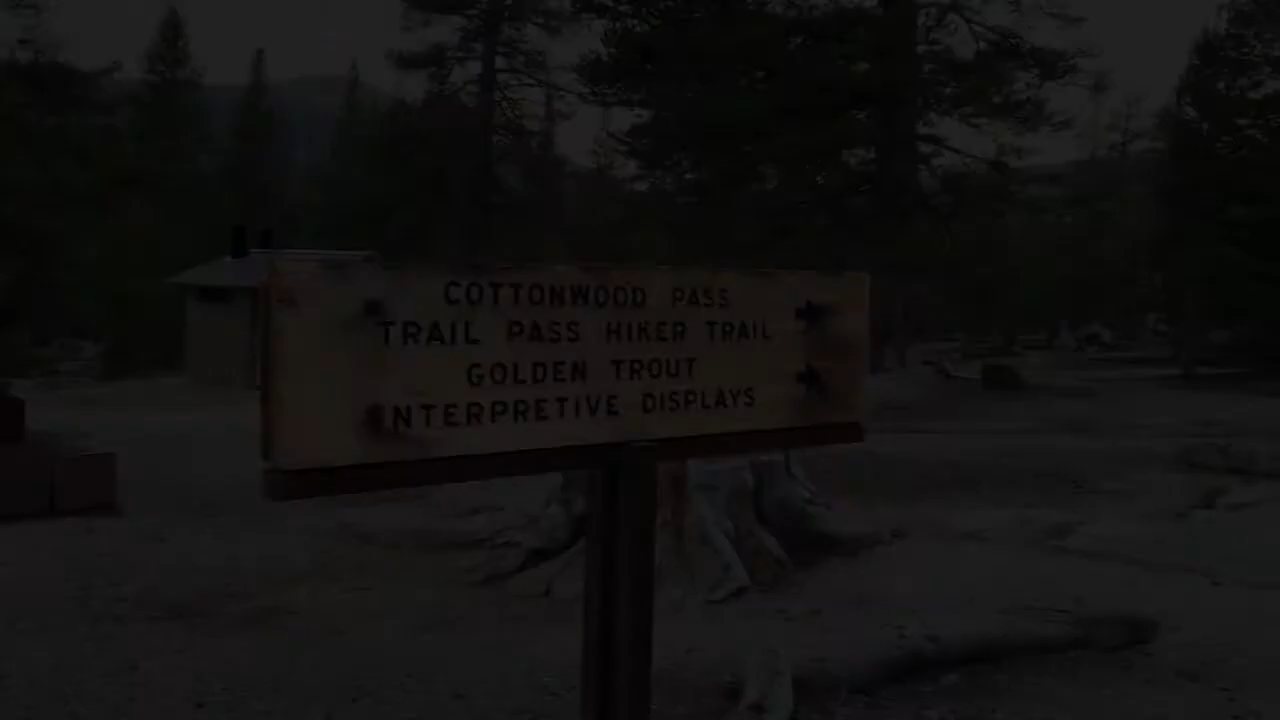 COTTONWOOD PASS
TRAIL PASS HIKER TRAIL
GOLDEN TROUT
INTERPRETIVE DISPLAYS